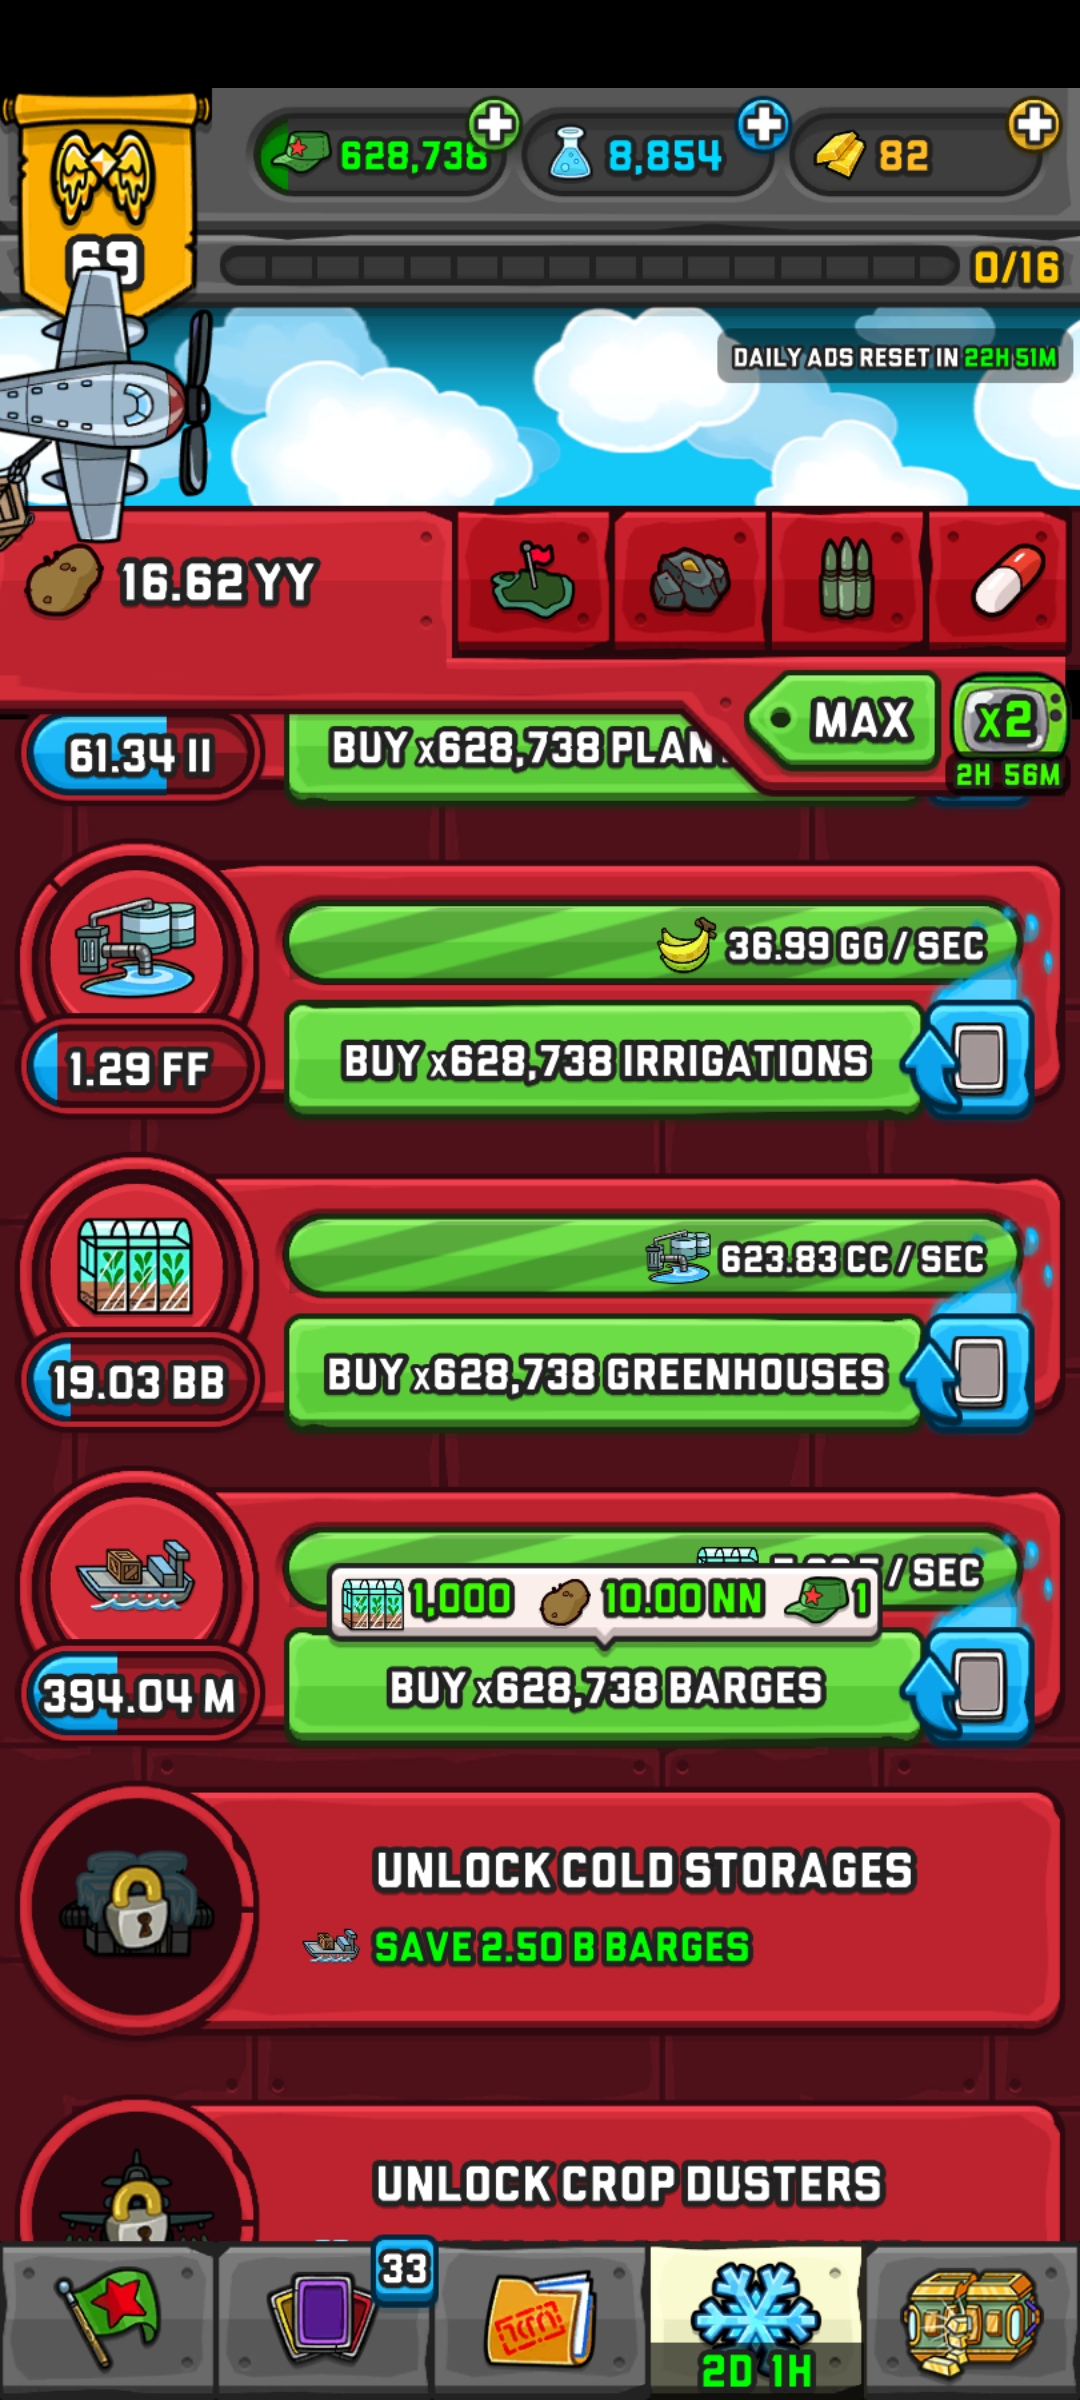 628,738
8,854
82
69
0/16
DAILY ADS RESET IN 22H 51M
16.62 YY
MAX
x2
2H 56M
61.34 II
BUY x628,738
36.99 GG / SEC
1.29 FF
BUY x628,738 IRRIGATIONS
623.83 CC / SEC
19.03 BB
BUY x628,738 GREENHOUSES
/ SEC
1,000
10.00 NN
1
394.04 M
BUY x628,738 BARGES
UNLOCK COLD STORAGES
SAVE 2.50 B BARGES
UNLOCK CROP DUSTERS
33
2D 1H